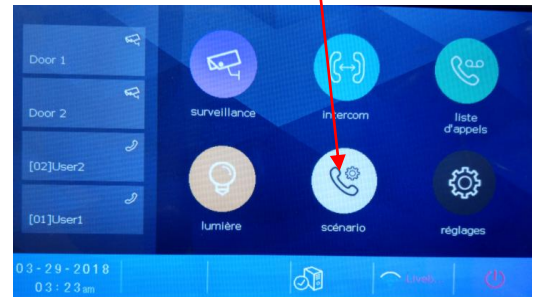 Door 1
Door 2
[02]User2
[01]User1
surveillance
intercom
liste
d'appels
lumière
scénario
réglages
03-29-2018
03:23am